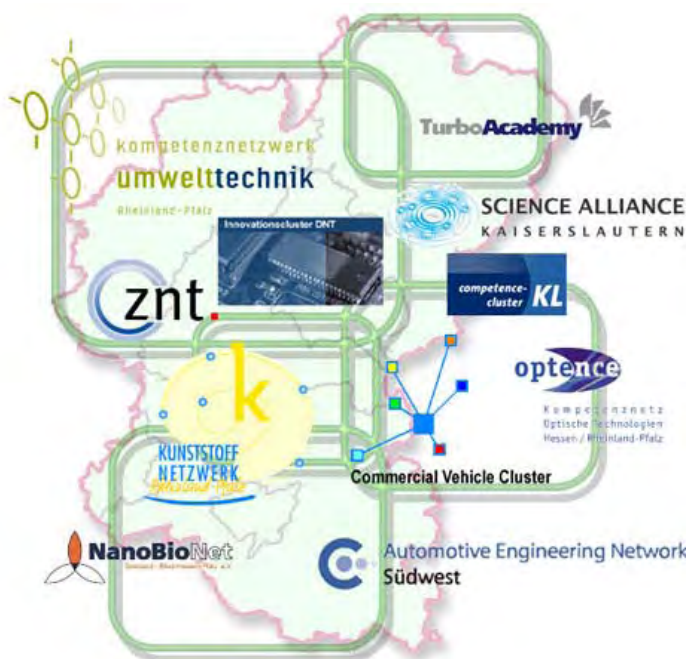 TurboAcademy
kompetenznetzwerk
umwelttechnik
Rheinland-Pfalz
SCIENCE ALLIANCE
KAISERSLAUTERN
Innovationscluster DNT
znt.
competence-
cluster KL
optence
Kompetenznetz
Optische Technologien
Hessen / Rheinland-Pfalz
k
KUNSTSTOFF
NETZWERK
Rheinland-Pfalz
Commercial Vehicle Cluster
NanoBioNet
Automotive Engineering Network
Südwest